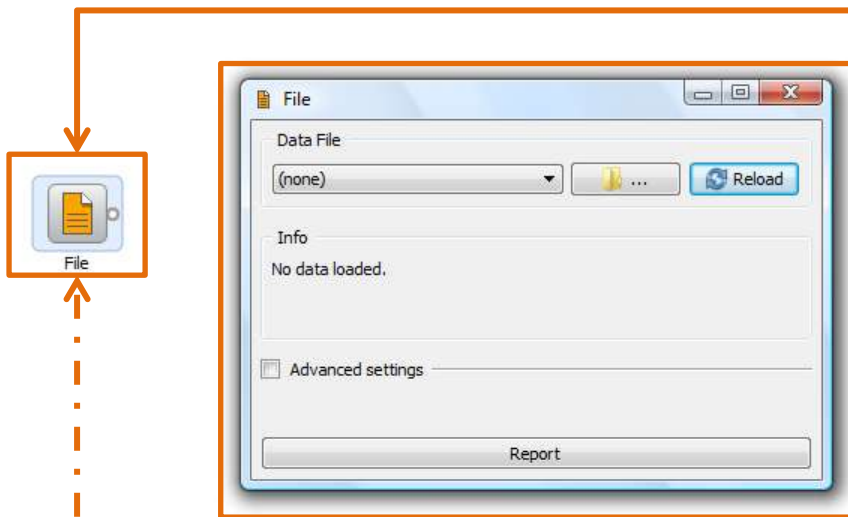 File
File
Data File
(none)
...
Reload
Info
No data loaded.
Advanced settings
Report